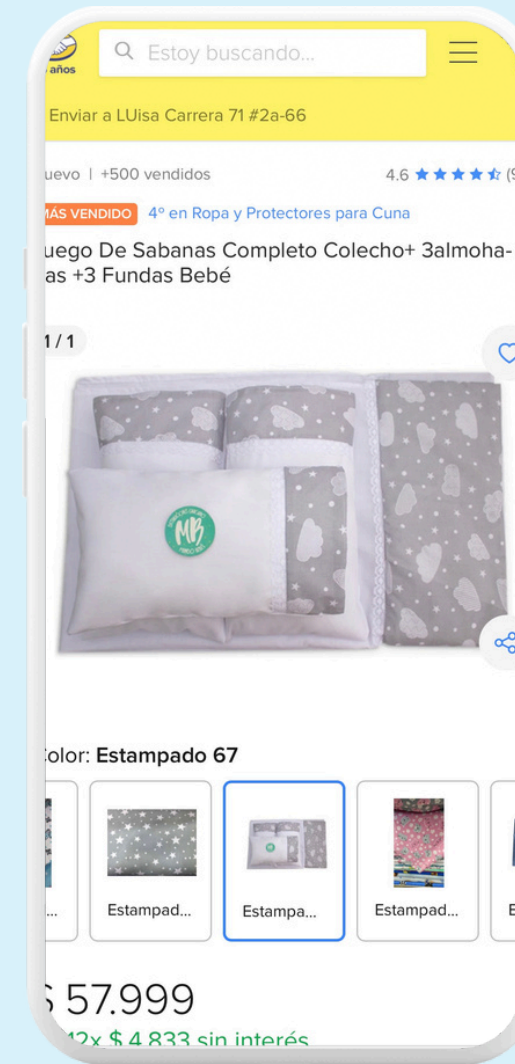 años
Estoy buscando...
Enviar a LUisa Carrera 71 #2a-66
uevo | +500 vendidos
4.6
MÁS VENDIDO 4º en Ropa y Protectores para Cuna
uego De Sabanas Completo Colecho+ 3almoha-
as +3 Fundas Bebé
1 / 1
MB
Color: Estampado 67
Estampad...
Estampa...
Estampad...
$ 57.999
12x $ 4.833 sin interés